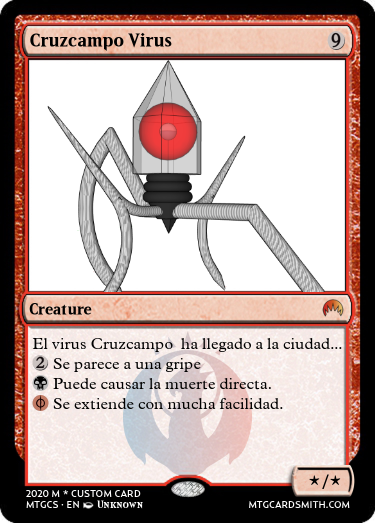 Cruzcampo Virus 9
Creature
El virus Cruzcampo ha llegado a la ciudad...
2 Se parece a una gripe
Puede causar la muerte directa.
Se extiende con mucha facilidad.
★/★
2020 M * CUSTOM CARD
MTGCS • EN UNKNOWN
MTGCARDSMITH.COM